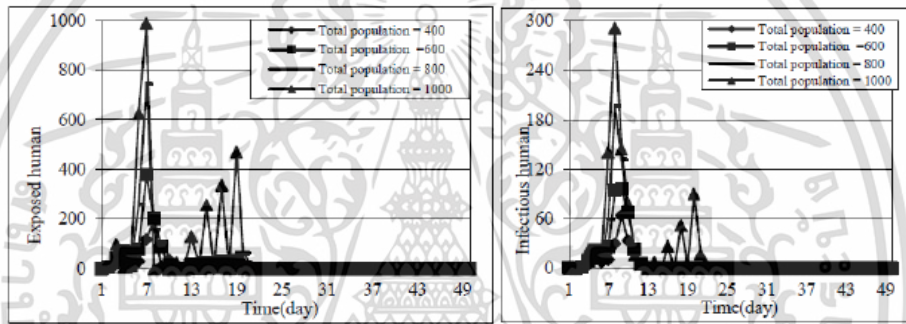 Exposed human
1000
800
600
400
200
0
Total population = 400
Total population =600
Total population = 800
Total population = 1000
1 7 13 19 25 31 37 43 49
Time(day)
Infectious human
300
240
180
120
60
0
Total population = 400
Total population =600
Total population = 800
Total population = 1000
1 7 13 19 25 31 37 43 49
Time(day)